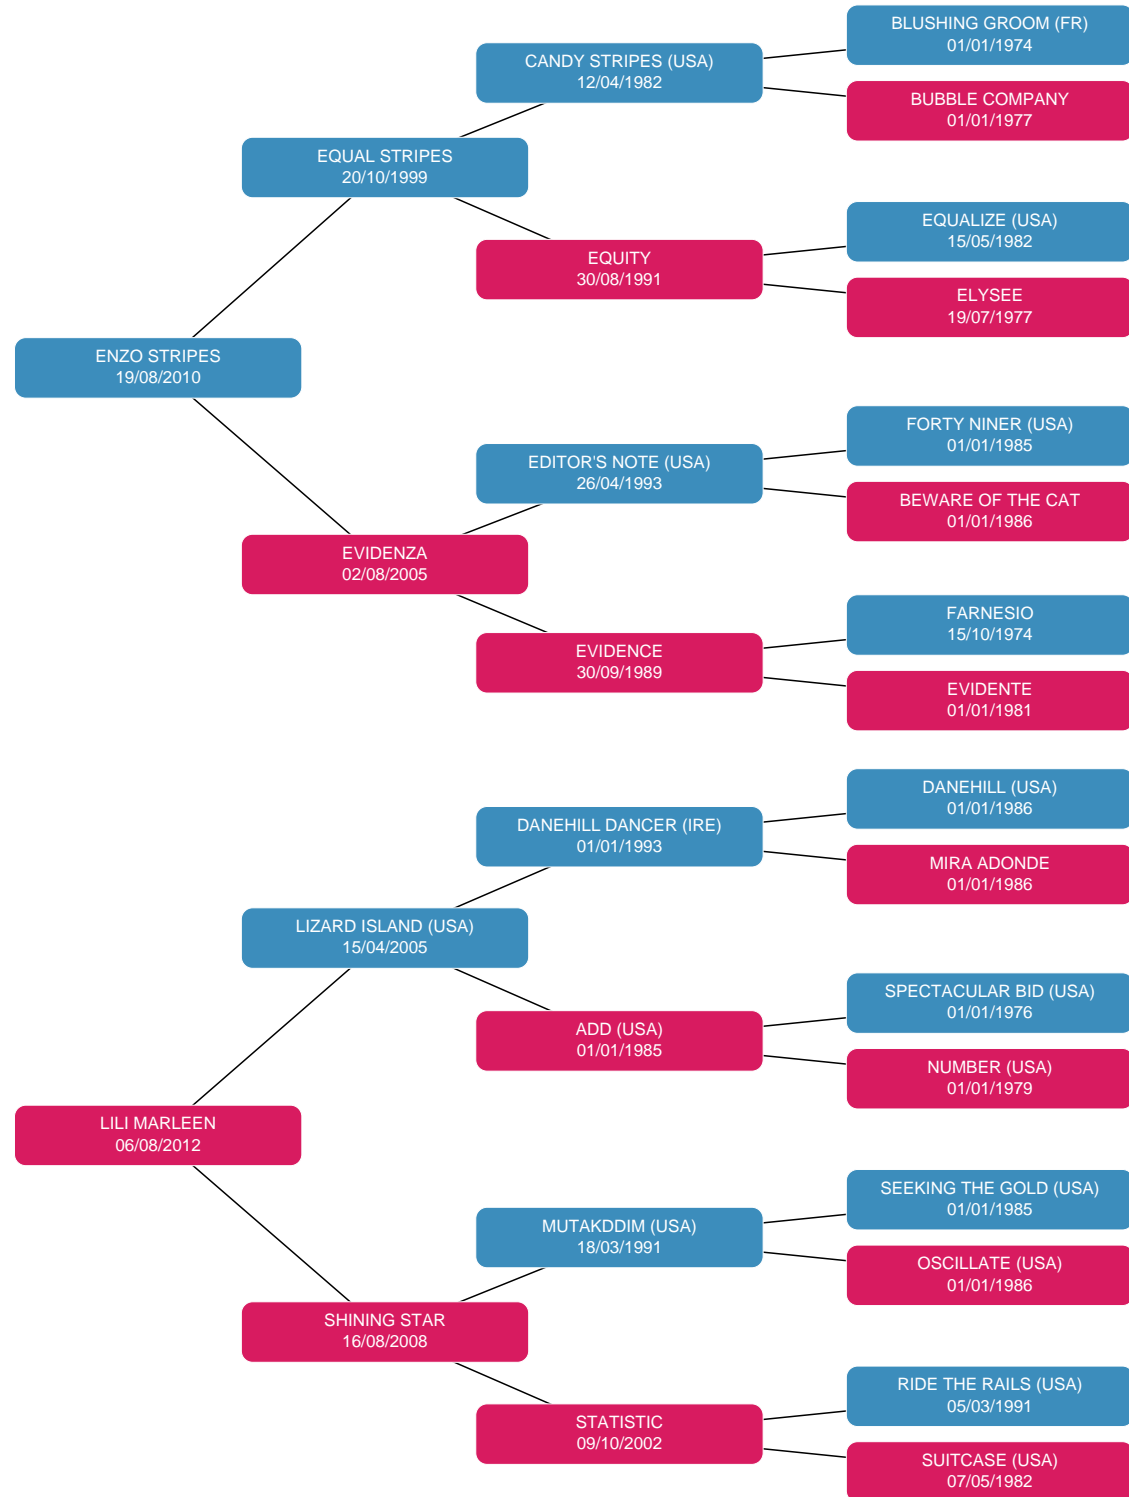 BLUSHING GROOM (FR)
01/01/1974
CANDY STRIPES (USA)
12/04/1982
BUBBLE COMPANY
01/01/1977
EQUAL STRIPES
20/10/1999
EQUALIZE (USA)
15/05/1982
EQUITY
30/08/1991
ELYSEE
19/07/1977
ENZO STRIPES
19/08/2010
FORTY NINER (USA)
01/01/1985
EDITOR'S NOTE (USA)
26/04/1993
BEWARE OF THE CAT
01/01/1986
EVIDENZA
02/08/2005
FARNESIO
15/10/1974
EVIDENCE
30/09/1989
EVIDENTE
01/01/1981
DANEHILL (USA)
01/01/1986
DANEHILL DANCER (IRE)
01/01/1993
MIRA ADONDE
01/01/1986
LIZARD ISLAND (USA)
15/04/2005
SPECTACULAR BID (USA)
01/01/1976
ADD (USA)
01/01/1985
NUMBER (USA)
01/01/1979
LILI MARLEEN
06/08/2012
SEEKING THE GOLD (USA)
01/01/1985
MUTAKDDIM (USA)
18/03/1991
OSCILLATE (USA)
01/01/1986
SHINING STAR
16/08/2008
RIDE THE RAILS (USA)
05/03/1991
STATISTIC
09/10/2002
SUITCASE (USA)
07/05/1982